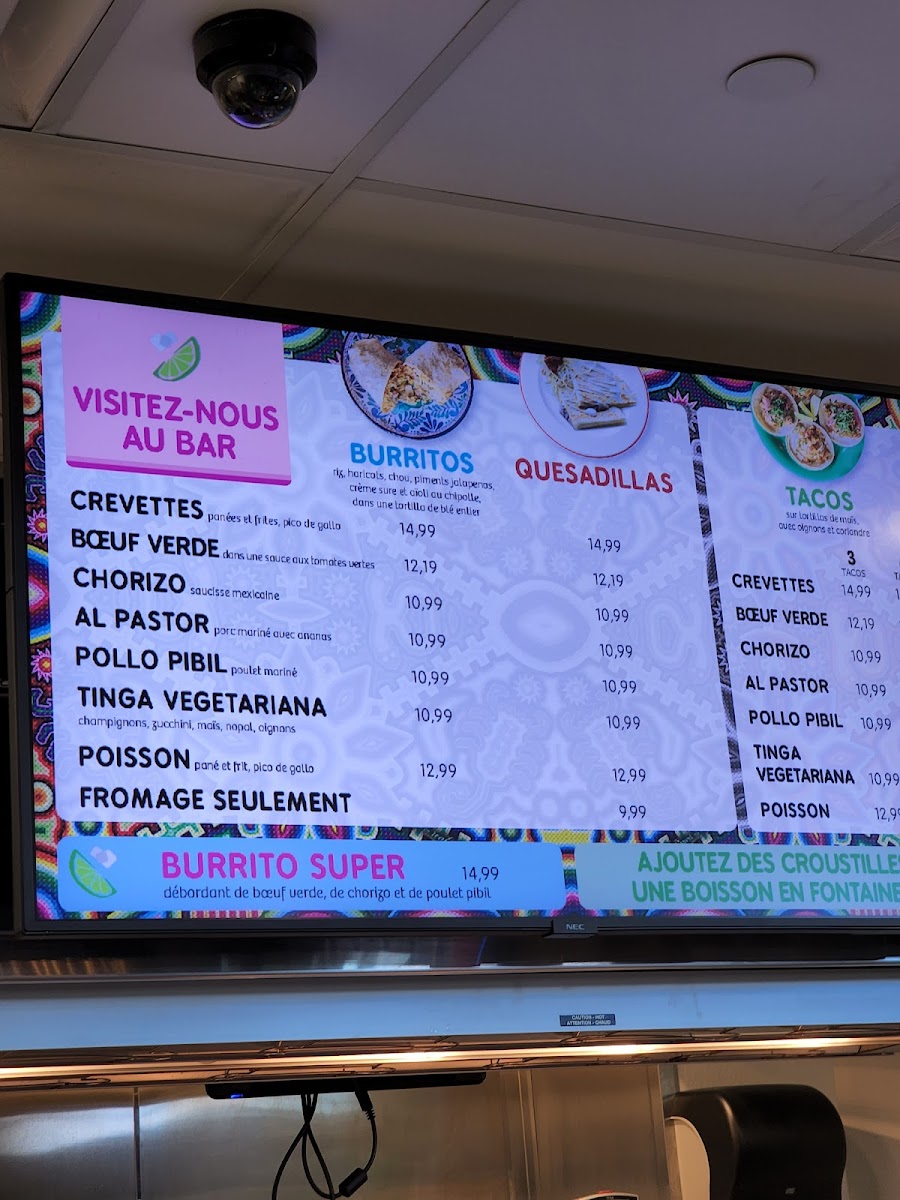 VISITEZ-NOUS
AU BAR
BURRITOS
riz, haricots, chou, piments jalapenos,
crème sure et aïoli au chipotle,
dans une tortilla de blé entier
QUESADILLAS
CREVETTES panées et frites, pico de gallo 14,99 14,99
BŒUF VERDE dans une sauce aux tomates vertes 12,19 12,19
CHORIZO saucisse mexicaine 10,99 10,99
AL PASTOR porc mariné avec ananas 10,99 10,99
POLLO PIBIL poulet mariné 10,99 10,99
TINGA VEGETARIANA 10,99 10,99
champignons, zucchini, maïs, nopal, oignons
POISSON pané et frit, pico de gallo 12,99 12,99
FROMAGE SEULEMENT 9,99
TACOS
sur tortillas de maïs,
avec oignons et coriandre
3
TACOS
CREVETTES 14,99
BŒUF VERDE 12,19
CHORIZO 10,99
AL PASTOR 10,99
POLLO PIBIL 10,99
TINGA
VEGETARIANA 10,99
POISSON 12,9
BURRITO SUPER 14,99
débordant de bœuf verde, de chorizo et de poulet pibil
AJOUTEZ DES CROUSTILLES
UNE BOISSON EN FONTAINE
NEC
CAUTION - HOT
ATTENTION - CHAUD